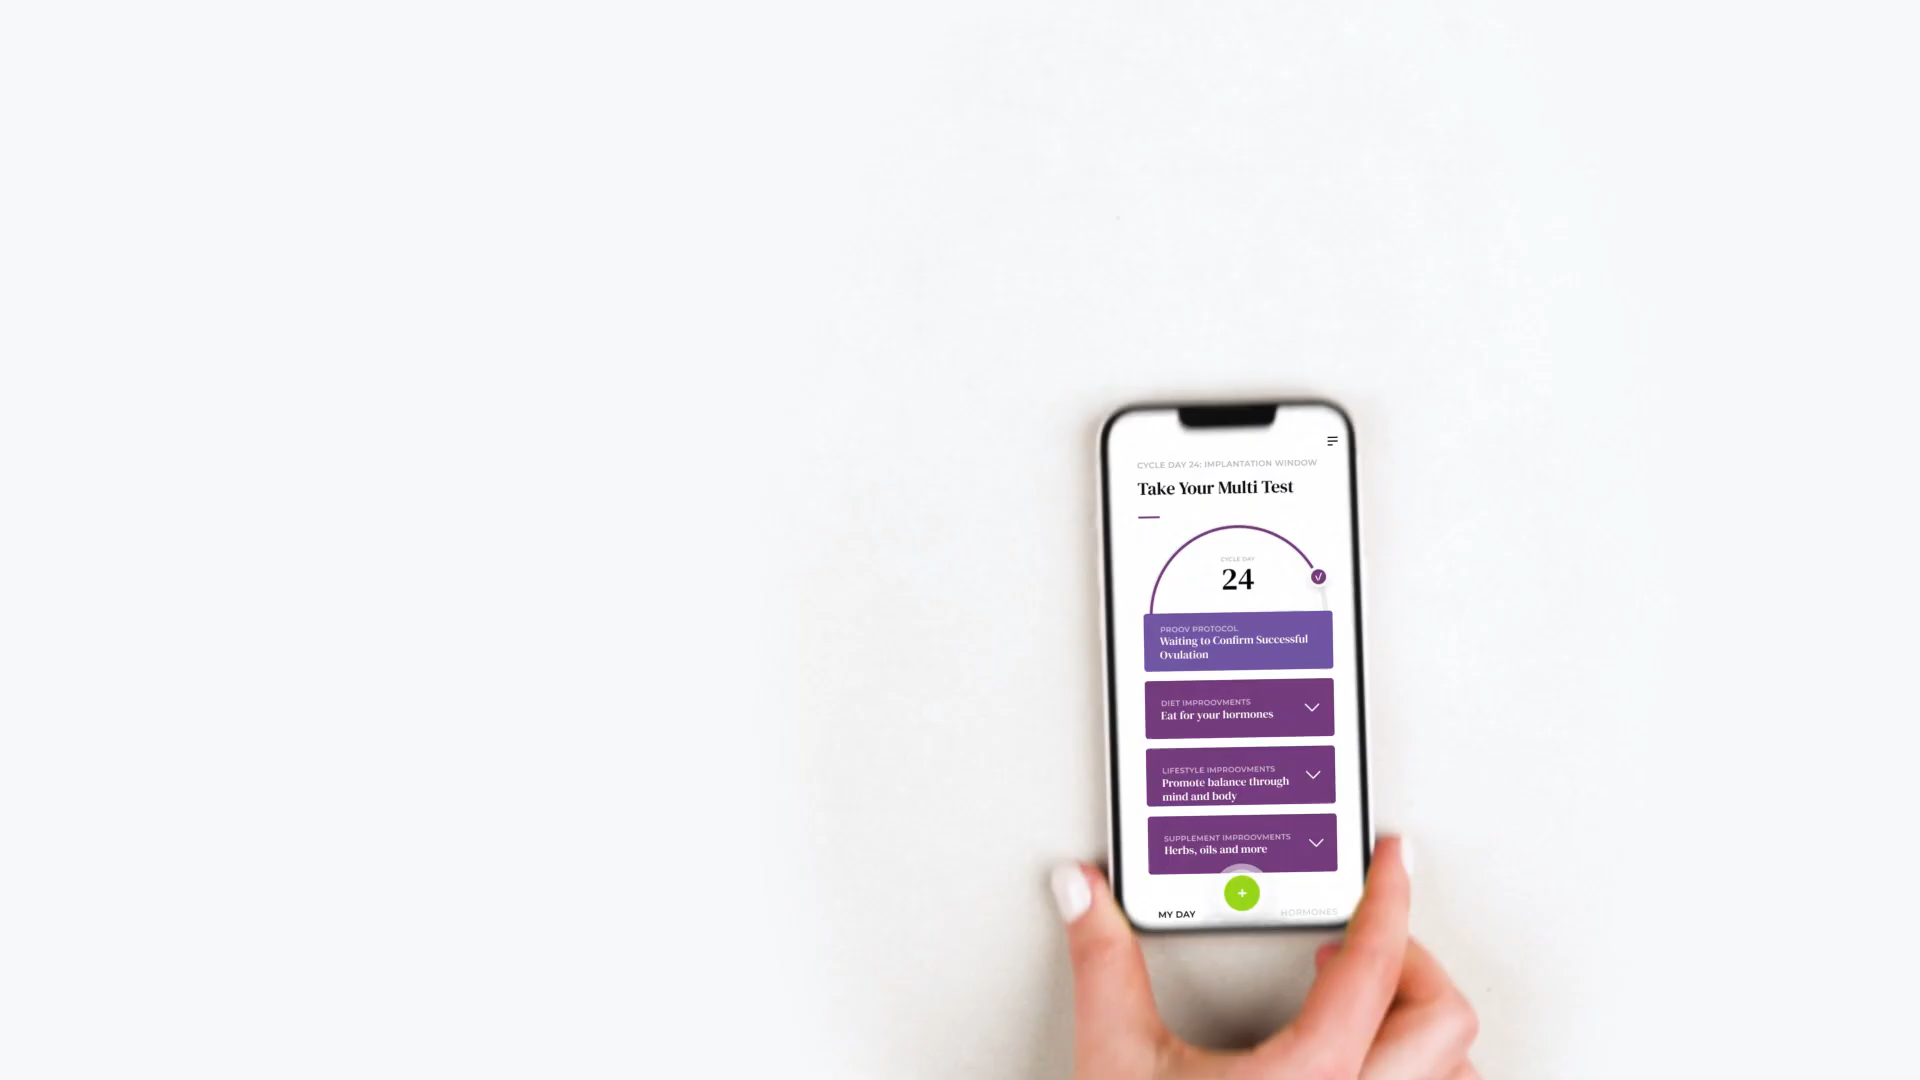 CYCLE DAY 24: IMPLANTATION WINDOW
Take Your Multi Test
CYCLE DAY
24
PROOV PROTOCOL
Waiting to Confirm Successful
Ovulation
DIET IMPROOVMENTS
Eat for your hormones
LIFESTYLE IMPROOVMENTS
Promote balance through
mind and body
SUPPLEMENT IMPROOVMENTS
Herbs, oils and more
+
MY DAY
HORMONES